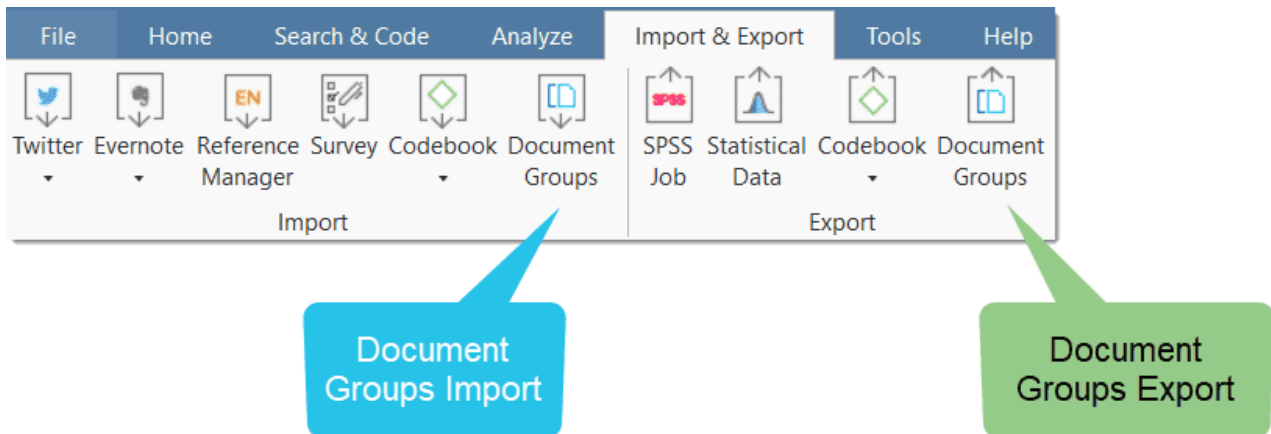 File Home Search & Code Analyze Import & Export Tools Help
EN SPSS
Twitter Evernote Reference Survey Codebook Document SPSS Statistical Codebook Document
Manager Groups Job Data Groups
Import Export
Document
Groups Import
Document
Groups Export